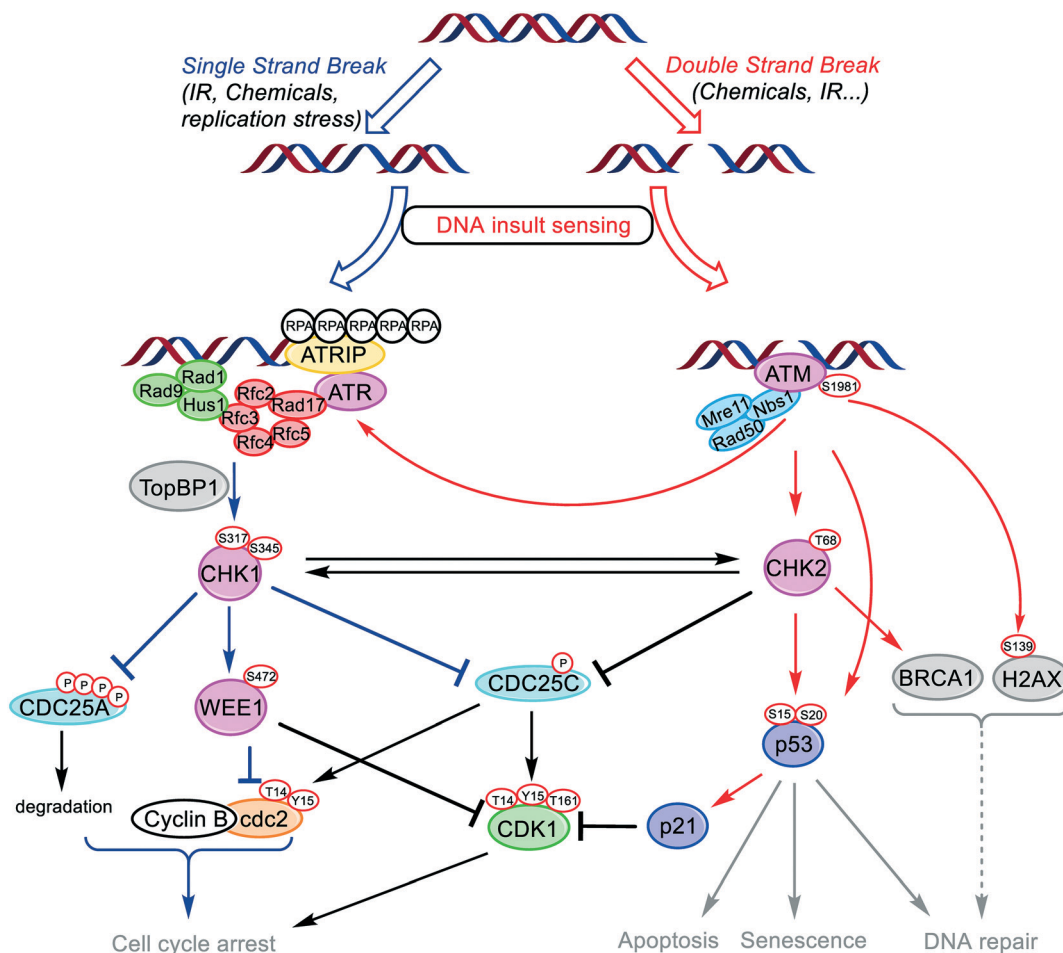 Single Strand Break
(IR, Chemicals,
replication stress)
Double Strand Break
(Chemicals, IR...)
DNA insult sensing
RPA RPA RPA RPA RPA
ATRIP
ATR
Rad1
Rad9
Hus1
Rfc2
Rad17
Rfc3
Rfc4
Rfc5
ATM
S1981
Mre11
Nbs1
Rad50
TopBP1
S317
S345
CHK1
T68
CHK2
P P P P
CDC25A
S472
WEE1
P
CDC25C
BRCA1
S139
H2AX
S15 S20
p53
degradation
T14
Y15
Cyclin B
cdc2
T14 Y15 T161
CDK1
p21
Cell cycle arrest
Apoptosis
Senescence
DNA repair